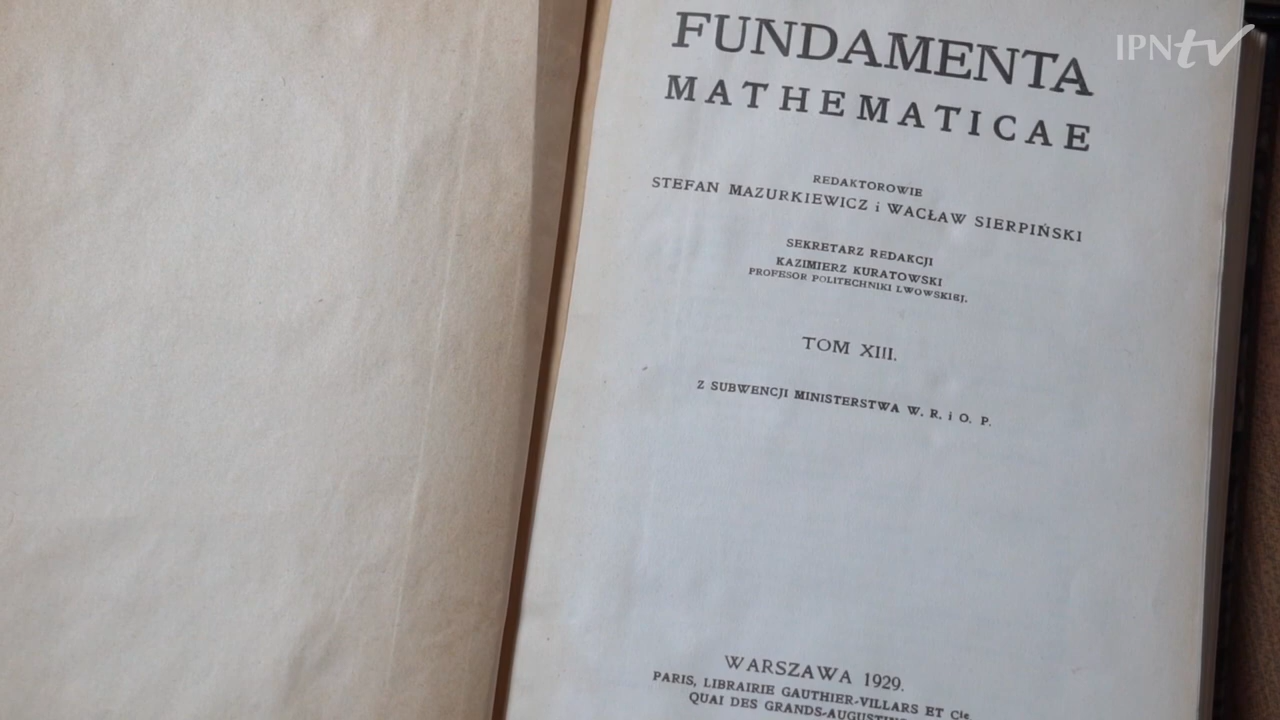 FUNDAMENTA
MATHEMATICAE
REDAKTOROWIE
STEFAN MAZURKIEWICZ i WACŁAW SIERPIŃSKI
SEKRETARZ REDAKCJI
KAZIMIERZ KURATOWSKI
PROFESOR POLITECHNIKI LWOWSKIEJ.
TOM XIII.
Z SUBWENCJI MINISTERSTWA W. R. i O. P.
WARSZAWA 1929.
PARIS, LIBRAIRIE GAUTHIER-VILLARS ET Cie
QUAI DES GRANDS-AUGUSTINS
IPNtv